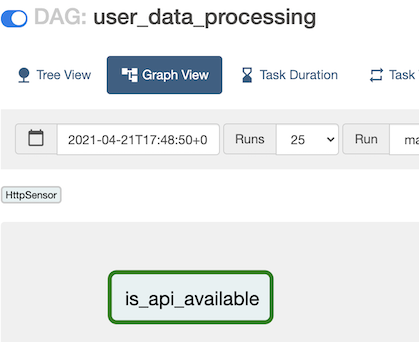 DAG: user_data_processing
Tree View Graph View Task Duration Task
2021-04-21T17:48:50+0 Runs 25 Run
HttpSensor
is_api_available